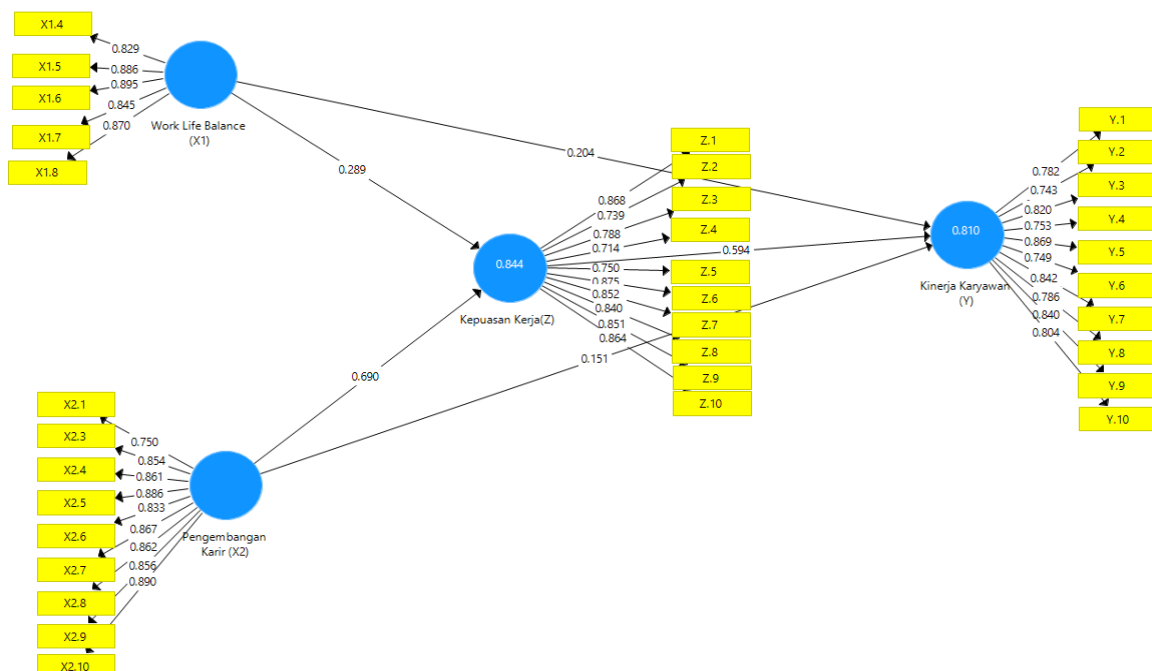 X1.4
X1.5
X1.6
X1.7
X1.8
0.829
0.886
0.895
0.845
0.870
Work Life Balance
(X1)
0.289
0.204
Z.1
Z.2
Z.3
Z.4
Z.5
Z.6
Z.7
Z.8
Z.9
Z.10
0.868
0.739
0.788
0.714
0.750
0.875
0.852
0.840
0.851
0.864
0.844
Kepuasan Kerja(Z)
0.594
0.151
0.690
0.810
Kinerja Karyawan
(Y)
Y.1
Y.2
Y.3
Y.4
Y.5
Y.6
Y.7
Y.8
Y.9
Y.10
0.782
0.743
0.820
0.753
0.869
0.749
0.842
0.786
0.840
0.804
X2.1
X2.3
X2.4
X2.5
X2.6
X2.7
X2.8
X2.9
X2.10
0.750
0.854
0.861
0.886
0.833
0.867
0.862
0.856
0.890
Pengembangan
Karir (X2)